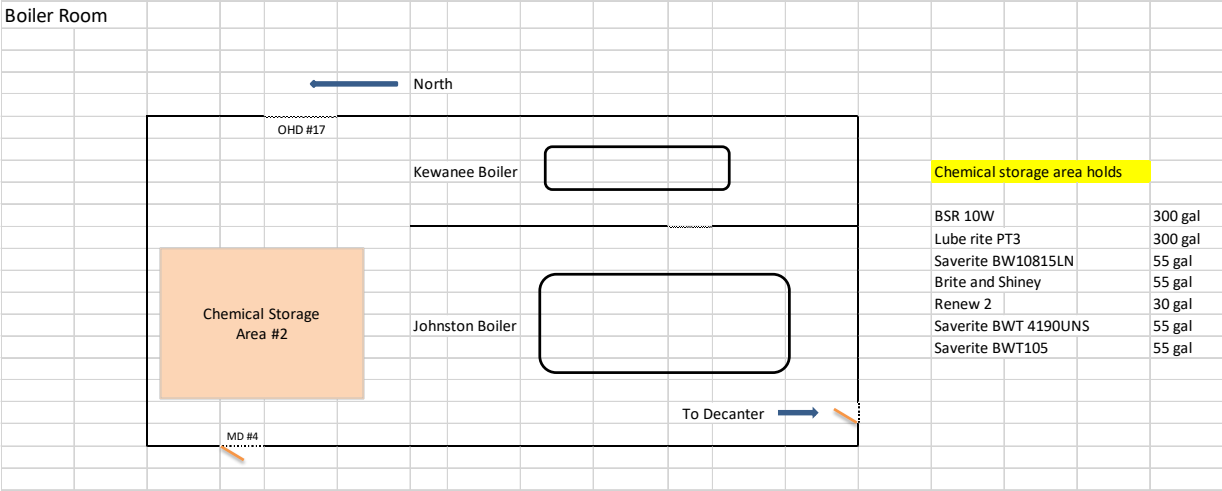 Boiler Room
North
OHD #17
Kewanee Boiler
Chemical storage area holds
BSR 10W 300 gal
Lube rite PT3 300 gal
Saverite BW10815LN 55 gal
Brite and Shiney 55 gal
Renew 2 30 gal
Saverite BWT 4190UNS 55 gal
Saverite BWT105 55 gal
Chemical Storage
Area #2
Johnston Boiler
To Decanter
MD #4